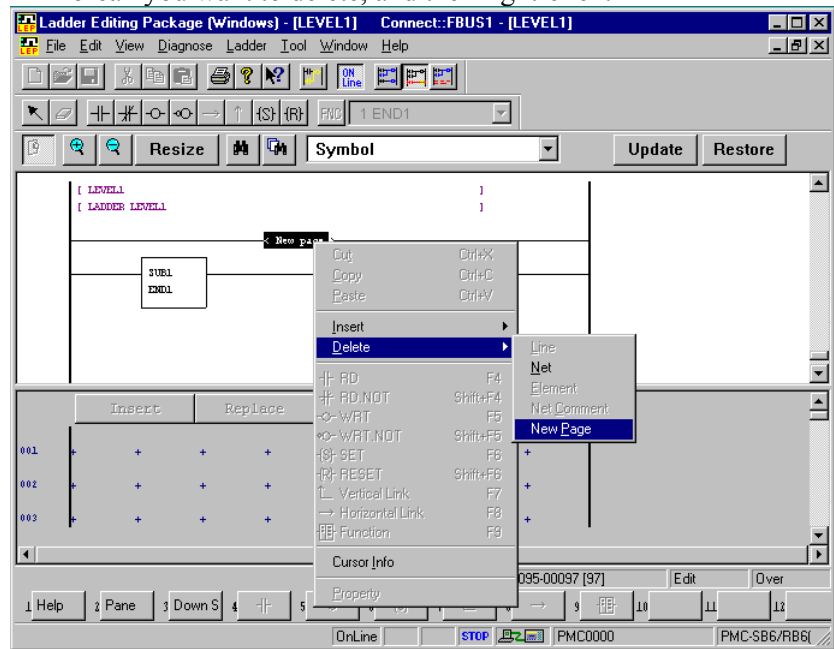 Ladder Editing Package (Windows) - [LEVEL1] Connect::FBUS1 - [LEVEL1]
File Edit View Diagnose Ladder Tool Window Help
ON Line
{S} {R} FNC 1 END1
Resize Symbol Update Restore
[ LEVEL1 ]
[ LADDER LEVEL1 ]
< New page >
SUB1
END1
Cut Ctrl+X
Copy Ctrl+C
Paste Ctrl+V
Insert
Delete
Line
Net
Element
Net Comment
New Page
RD F4
RD.NOT Shift+F4
WRT F5
WRT.NOT Shift+F5
{S} SET F6
{R} RESET Shift+F6
Vertical Link F7
Horizontal Link F8
Function F9
Cursor Info
Property
Insert Replace
001
002
003
095-00097 [97] Edit Over
1 Help 2 Pane 3 Down S 4 5 8 9 10 11 12
OnLine STOP PMC0000 PMC-SB6/RB6(